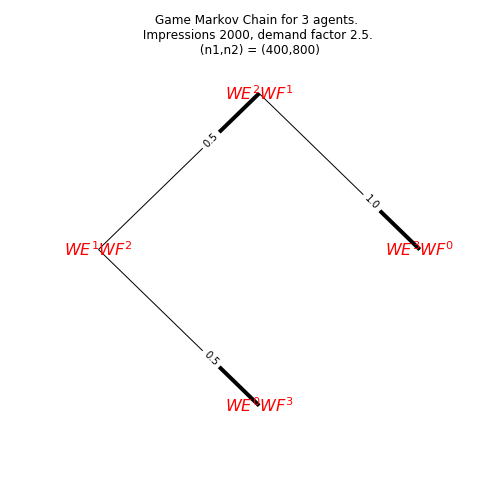 Game Markov Chain for 3 agents.
Impressions 2000, demand factor 2.5.
(n1,n2) = (400,800)
WE²WF¹
0.5
1.0
WE¹WF²
WE³WF⁰
0.5
WE⁰WF³